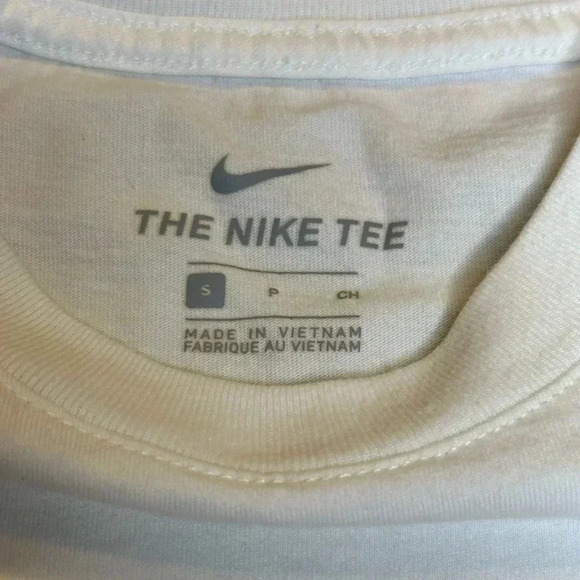 THE NIKE TEE
S P CH
MADE IN VIETNAM
FABRIQUE AU VIETNAM